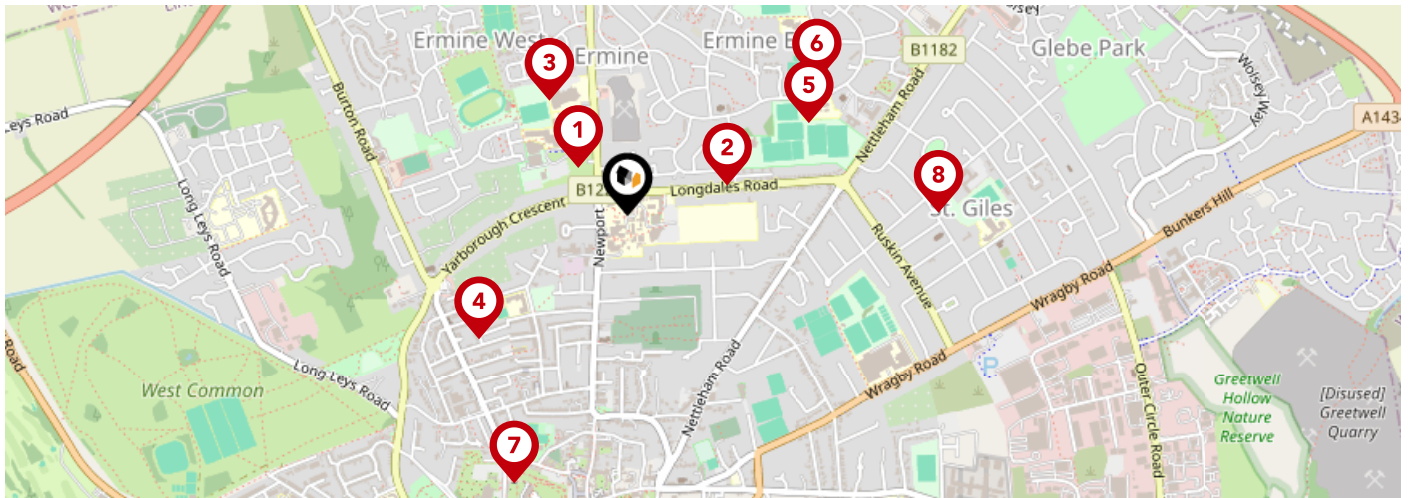 Ermine West
Ermine
Ermine E
B1182
Glebe Park
Wolsey
Way
A143
Leys Road
Burton Road
Nettleham Road
3
6
5
1
2
8
B12
Longdales Road
St. Giles
Bunkers Hill
Long Leys Road
Yarborough Crescent
Newport
Ruskin Avenue
Wragby Road
4
P
Nettleham Road
Wragby Road
Outer Circle Road
Road
West Common
Long Leys Road
Greetwell
Hollow
Nature
Reserve
[Disused]
Greetwell
Quarry
7